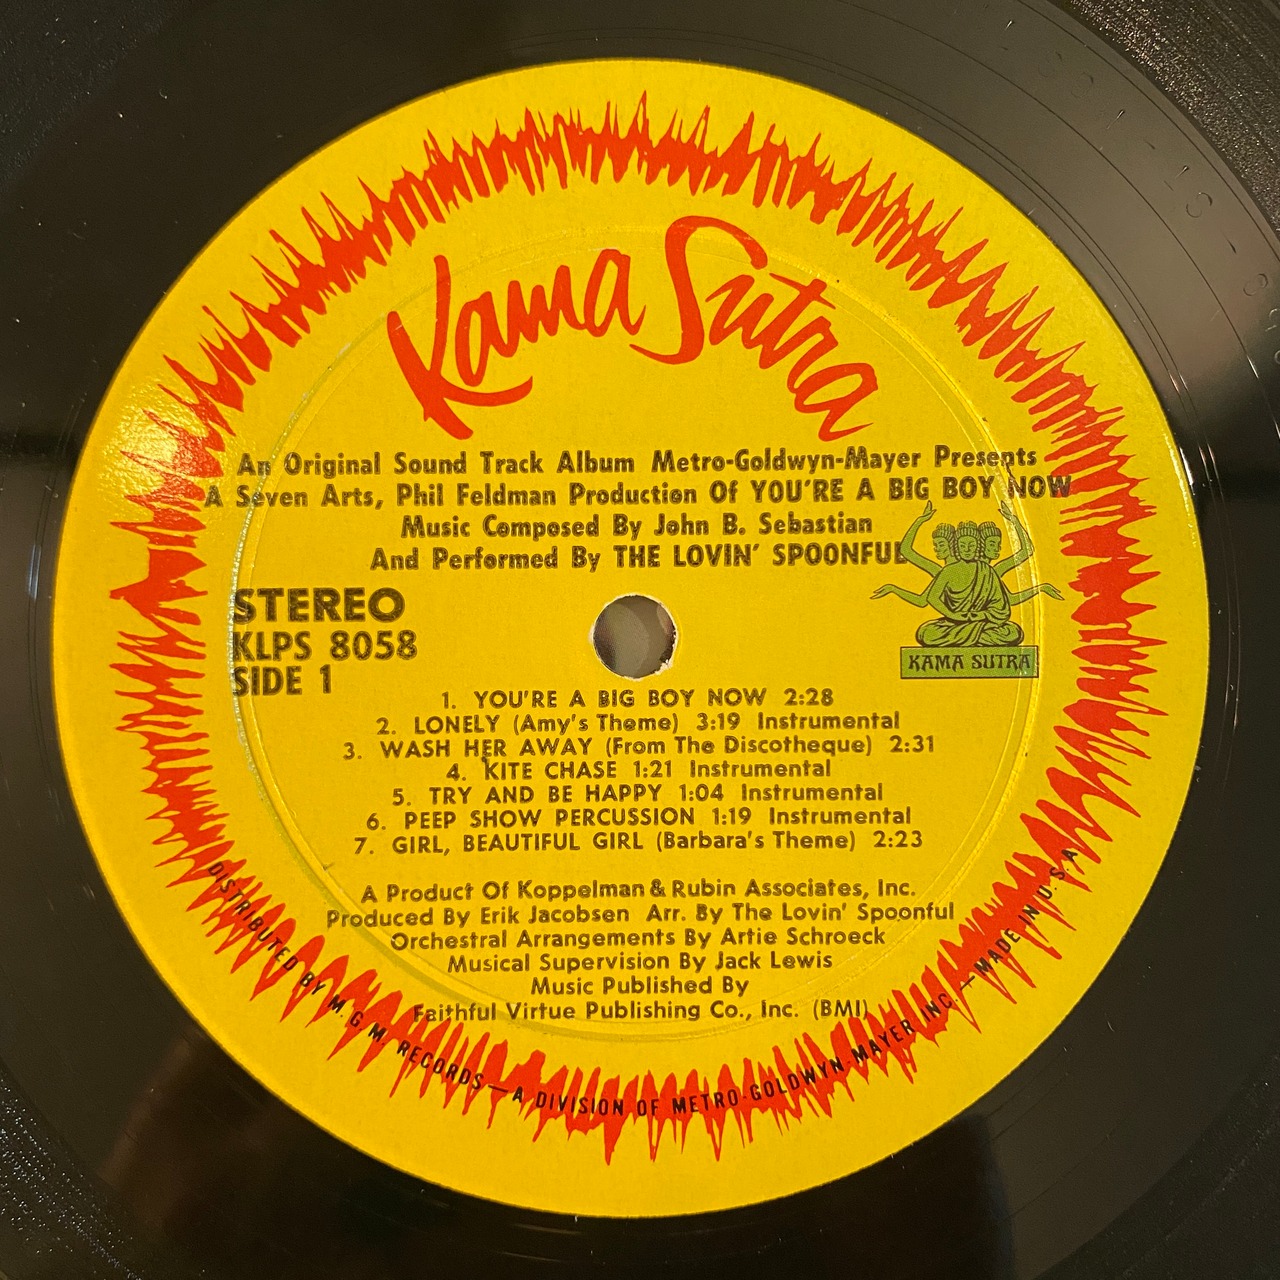 Kama Sutra
An Original Sound Track Album Metro-Goldwyn-Mayer Presents
A Seven Arts, Phil Feldman Production Of YOU'RE A BIG BOY NOW
Music Composed By John B. Sebastian
And Performed By THE LOVIN' SPOONFUL
STEREO
KLPS 8058
SIDE 1
KAMA SUTRA
1. YOU'RE A BIG BOY NOW 2:28
2. LONELY (Amy's Theme) 3:19 Instrumental
3. WASH HER AWAY (From The Discotheque) 2:31
4. KITE CHASE 1:21 Instrumental
5. TRY AND BE HAPPY 1:04 Instrumental
6. PEEP SHOW PERCUSSION 1:19 Instrumental
7. GIRL, BEAUTIFUL GIRL (Barbara's Theme) 2:23
A Product Of Koppelman & Rubin Associates, Inc.
Produced By Erik Jacobsen Arr. By The Lovin' Spoonful
Orchestral Arrangements By Artie Schroeck
Musical Supervision By Jack Lewis
Music Published By
Faithful Virtue Publishing Co., Inc. (BMI)
DISTRIBUTED BY M. G. M. RECORDS — A DIVISION OF METRO-GOLDWYN-MAYER INC. — MADE IN U. S. A.